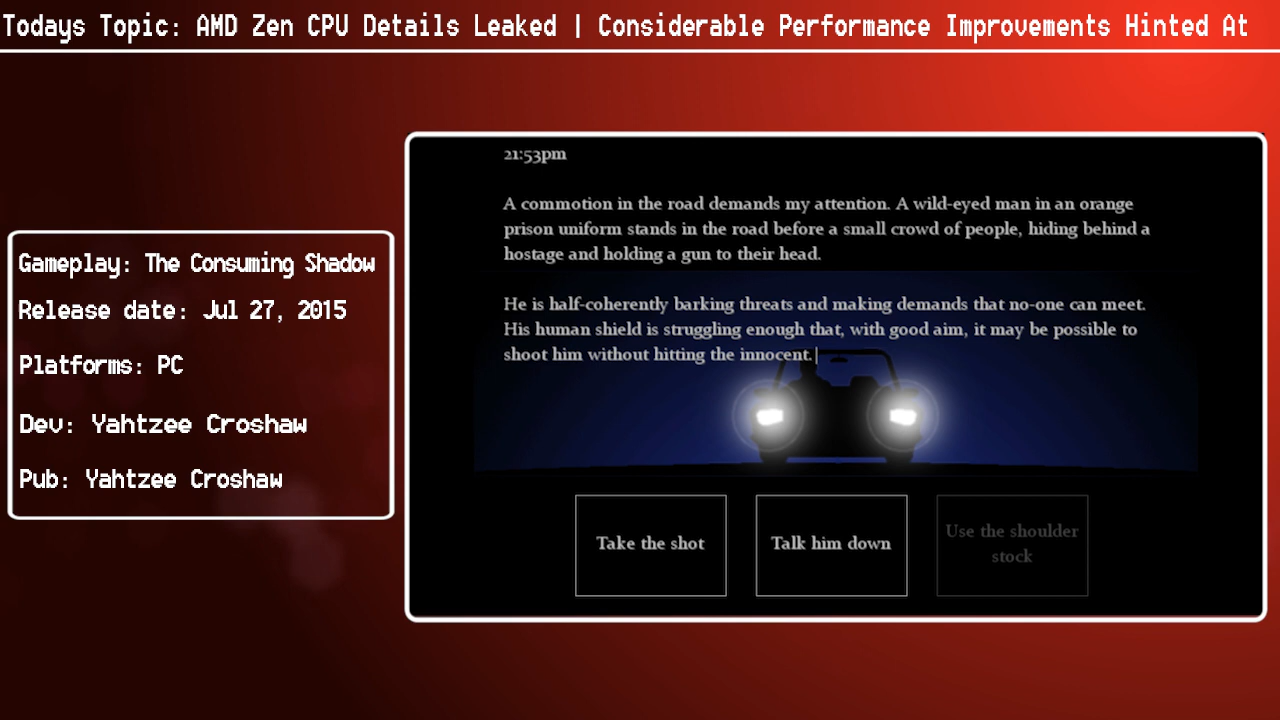 Todays Topic: AMD Zen CPU Details Leaked | Considerable Performance Improvements Hinted At
Gameplay: The Consuming Shadow
Release date: Jul 27, 2015
Platforms: PC
Dev: Yahtzee Croshaw
Pub: Yahtzee Croshaw
21:53pm
A commotion in the road demands my attention. A wild-eyed man in an orange
prison uniform stands in the road before a small crowd of people, hiding behind a
hostage and holding a gun to their head.
He is half-coherently barking threats and making demands that no-one can meet.
His human shield is struggling enough that, with good aim, it may be possible to
shoot him without hitting the innocent.|
Take the shot
Talk him down
Use the shoulder
stock